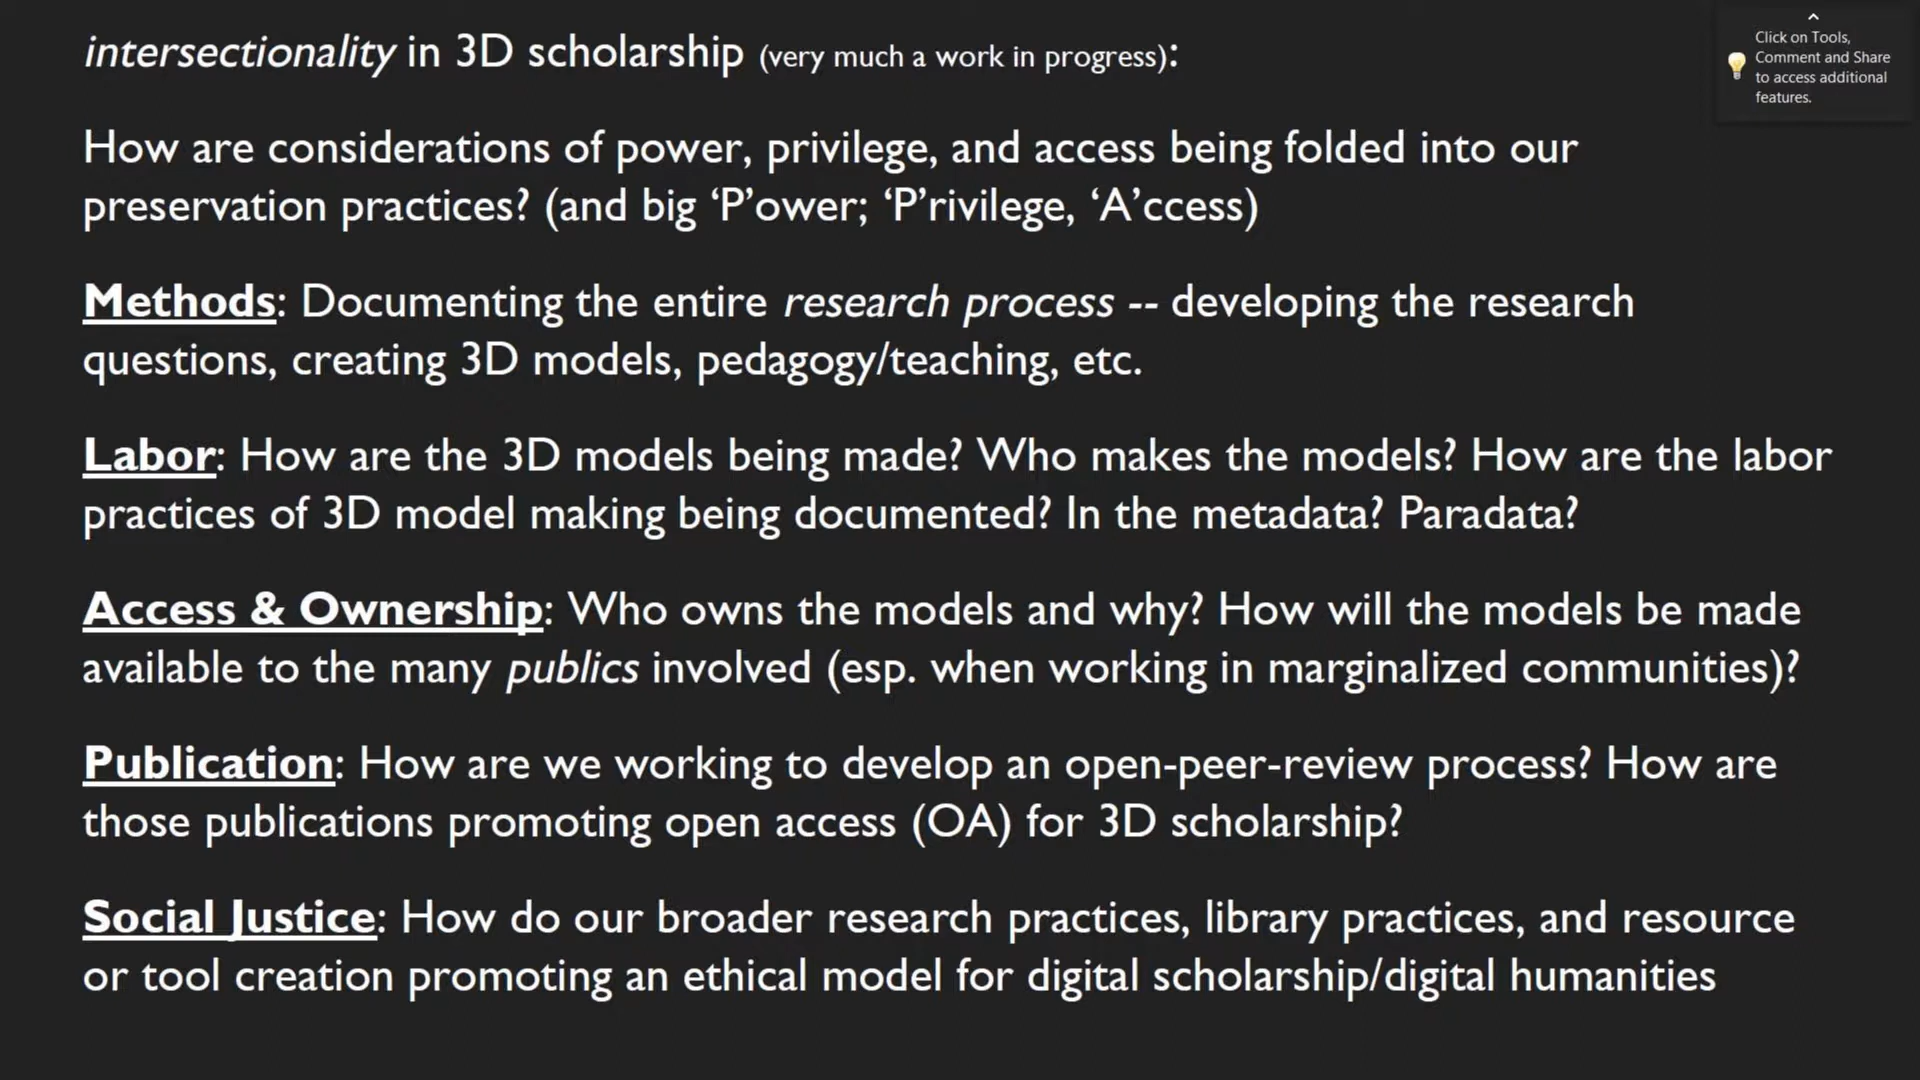 intersectionality in 3D scholarship (very much a work in progress):
How are considerations of power, privilege, and access being folded into our
preservation practices? (and big ‘P’ower; ‘P’rivilege, ‘A’ccess)
Methods: Documenting the entire research process -- developing the research
questions, creating 3D models, pedagogy/teaching, etc.
Labor: How are the 3D models being made? Who makes the models? How are the labor
practices of 3D model making being documented? In the metadata? Paradata?
Access & Ownership: Who owns the models and why? How will the models be made
available to the many publics involved (esp. when working in marginalized communities)?
Publication: How are we working to develop an open-peer-review process? How are
those publications promoting open access (OA) for 3D scholarship?
Social Justice: How do our broader research practices, library practices, and resource
or tool creation promoting an ethical model for digital scholarship/digital humanities
Click on Tools,
Comment and Share
to access additional
features.